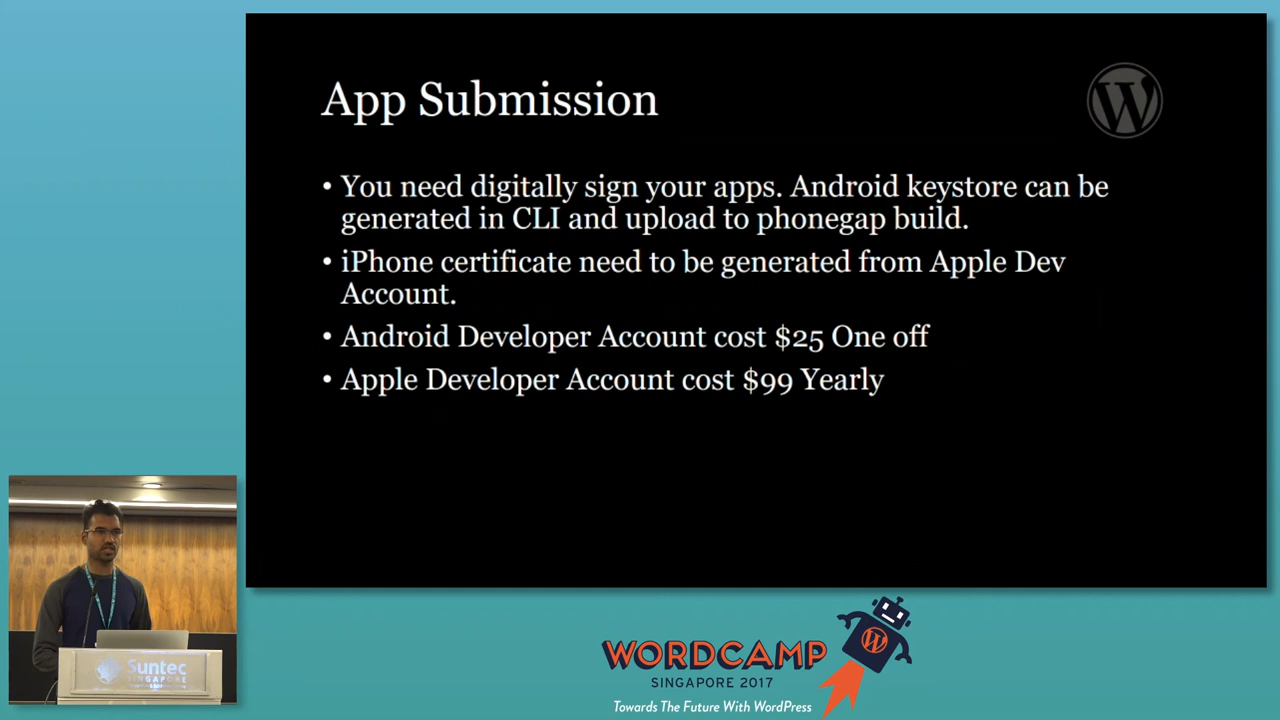 App Submission
• You need digitally sign your apps. Android keystore can be
generated in CLI and upload to phonegap build.
• iPhone certificate need to be generated from Apple Dev
Account.
• Android Developer Account cost $25 One off
• Apple Developer Account cost $99 Yearly
Suntec
SINGAPORE
WORDCAMP
SINGAPORE 2017
Towards The Future With WordPress